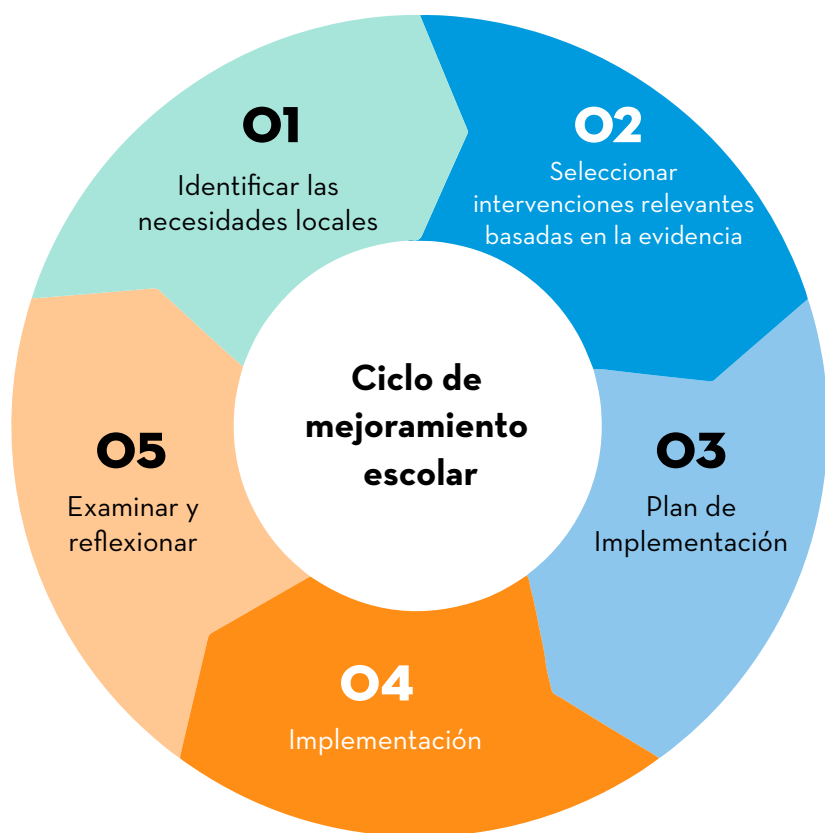 01
Identificar las
necesidades locales
02
Seleccionar
intervenciones relevantes
basadas en la evidencia
Ciclo de
mejoramiento
escolar
03
Plan de
Implementación
04
Implementación
05
Examinar y
reflexionar